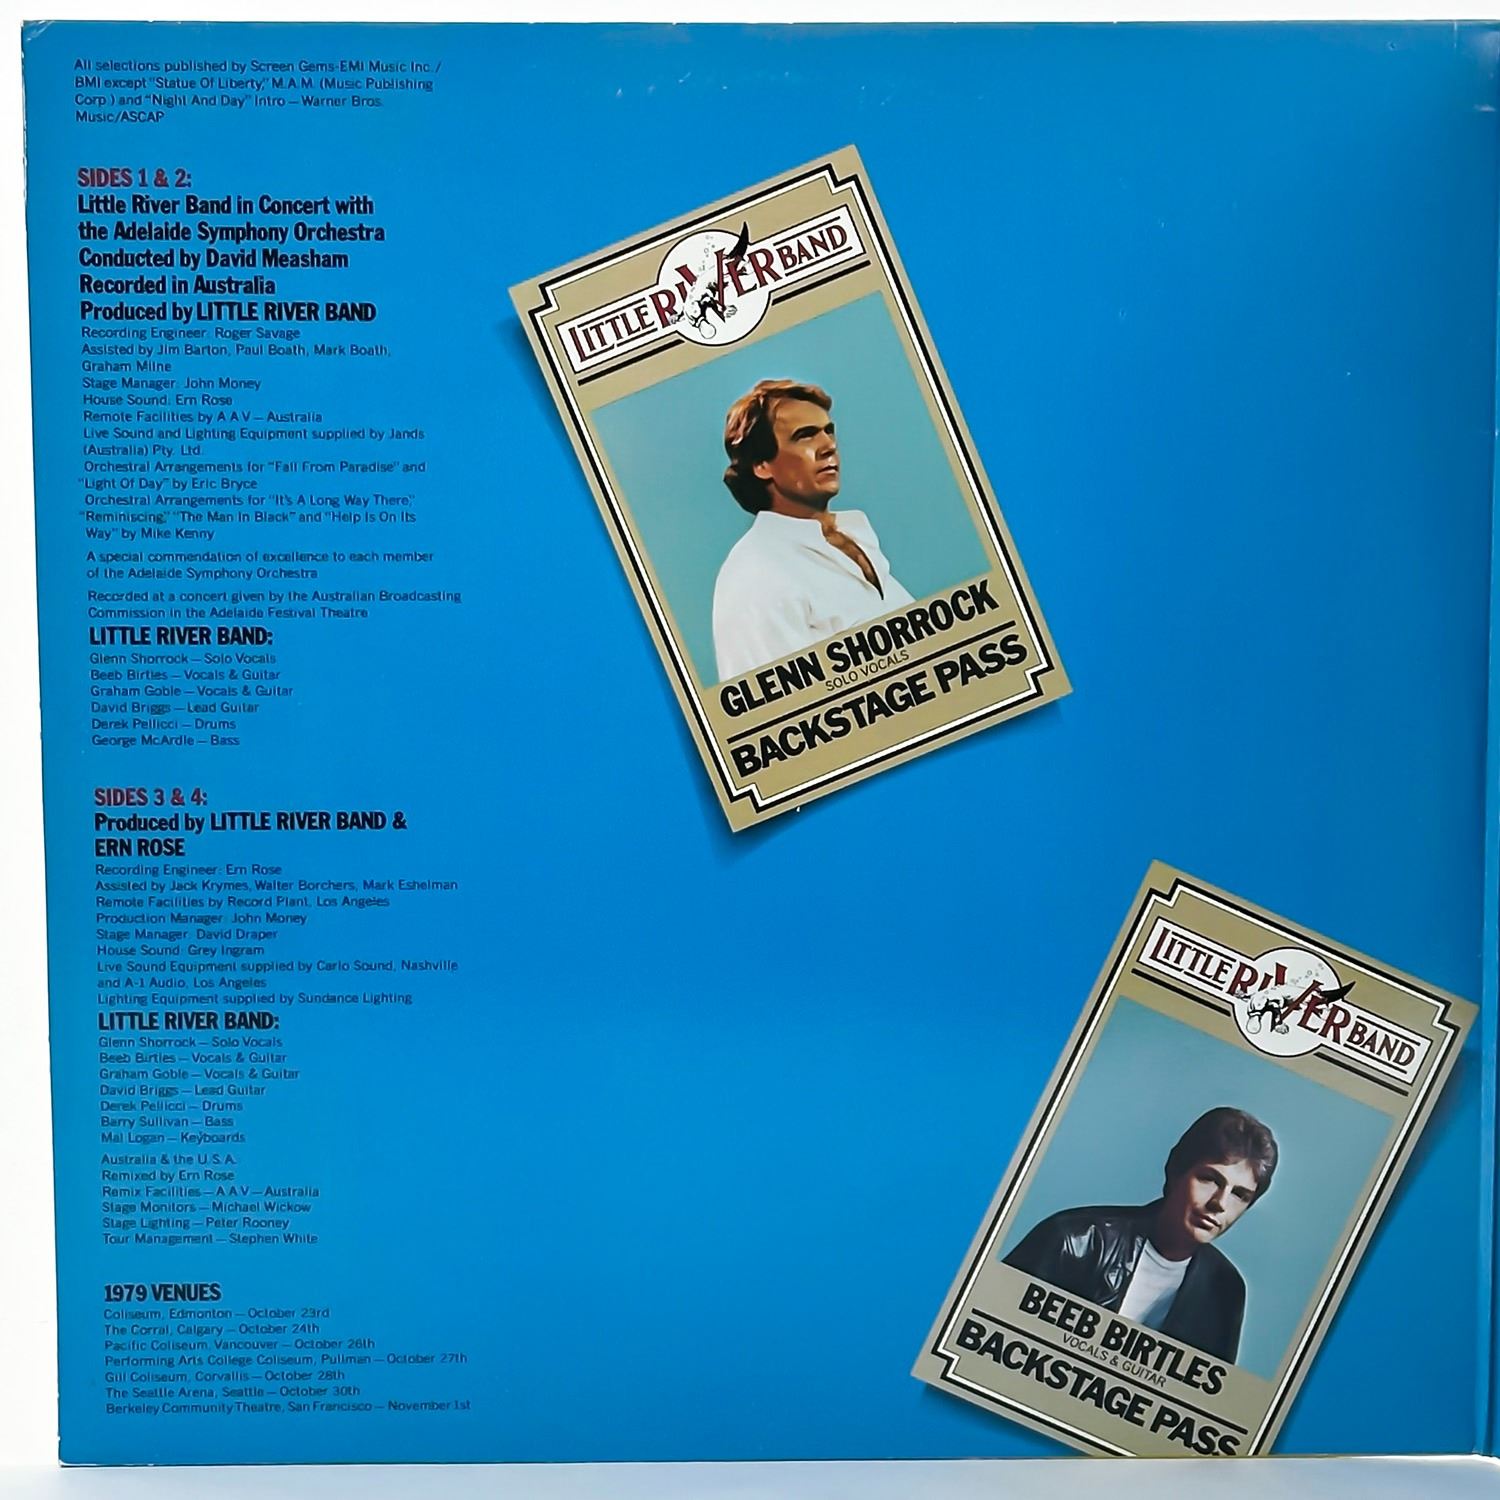 All selections published by Screen Gems-EMI Music Inc./
BMI except "Statue Of Liberty," M.A.M. (Music Publishing
Corp.) and "Night And Day" Intro — Warner Bros.
Music/ASCAP
SIDES 1 & 2:
Little River Band in Concert with
the Adelaide Symphony Orchestra
Conducted by David Measham
Recorded in Australia
Produced by LITTLE RIVER BAND
Recording Engineer: Roger Savage
Assisted by Jim Barton, Paul Boath, Mark Boath,
Graham Milne
Stage Manager: John Money
House Sound: Ern Rose
Remote Facilities by A.A.V. — Australia
Live Sound and Lighting Equipment supplied by Jands
(Australia) Pty. Ltd.
Orchestral Arrangements for "Fall From Paradise" and
"Light Of Day" by Eric Bryce
Orchestral Arrangements for "It's A Long Way There,"
"Reminiscing," "The Man In Black" and "Help Is On Its
Way" by Mike Kenny
A special commendation of excellence to each member
of the Adelaide Symphony Orchestra
Recorded at a concert given by the Australian Broadcasting
Commission in the Adelaide Festival Theatre
LITTLE RIVER BAND:
Glenn Shorrock — Solo Vocals
Beeb Birtles — Vocals & Guitar
Graham Goble — Vocals & Guitar
David Briggs — Lead Guitar
Derek Pellicci — Drums
George McArdle — Bass
SIDES 3 & 4:
Produced by LITTLE RIVER BAND &
ERN ROSE
Recording Engineer: Ern Rose
Assisted by Jack Krymes, Walter Borchers, Mark Eshelman
Remote Facilities by Record Plant, Los Angeles
Production Manager: John Money
Stage Manager: David Draper
House Sound: Grey Ingram
Live Sound Equipment supplied by Carlo Sound, Nashville
and A-1 Audio, Los Angeles
Lighting Equipment supplied by Sundance Lighting
LITTLE RIVER BAND:
Glenn Shorrock — Solo Vocals
Beeb Birtles — Vocals & Guitar
Graham Goble — Vocals & Guitar
David Briggs — Lead Guitar
Derek Pellicci — Drums
Barry Sullivan — Bass
Mal Logan — Keyboards
Australia & the U.S.A.
Remixed by Ern Rose
Remix Facilities — A.A.V. — Australia
Stage Monitors — Michael Wickow
Stage Lighting — Peter Rooney
Tour Management — Stephen White
1979 VENUES
Coliseum, Edmonton — October 23rd
The Corral, Calgary — October 24th
Pacific Coliseum, Vancouver — October 26th
Performing Arts College Coliseum, Pullman — October 27th
Gill Coliseum, Corvallis — October 28th
The Seattle Arena, Seattle — October 30th
Berkeley Community Theatre, San Francisco — November 1st
LITTLE RIVER BAND
GLENN SHORROCK
SOLO VOCALS
BACKSTAGE PASS
LITTLE RIVER BAND
BEEB BIRTLES
VOCALS & GUITAR
BACKSTAGE PASS